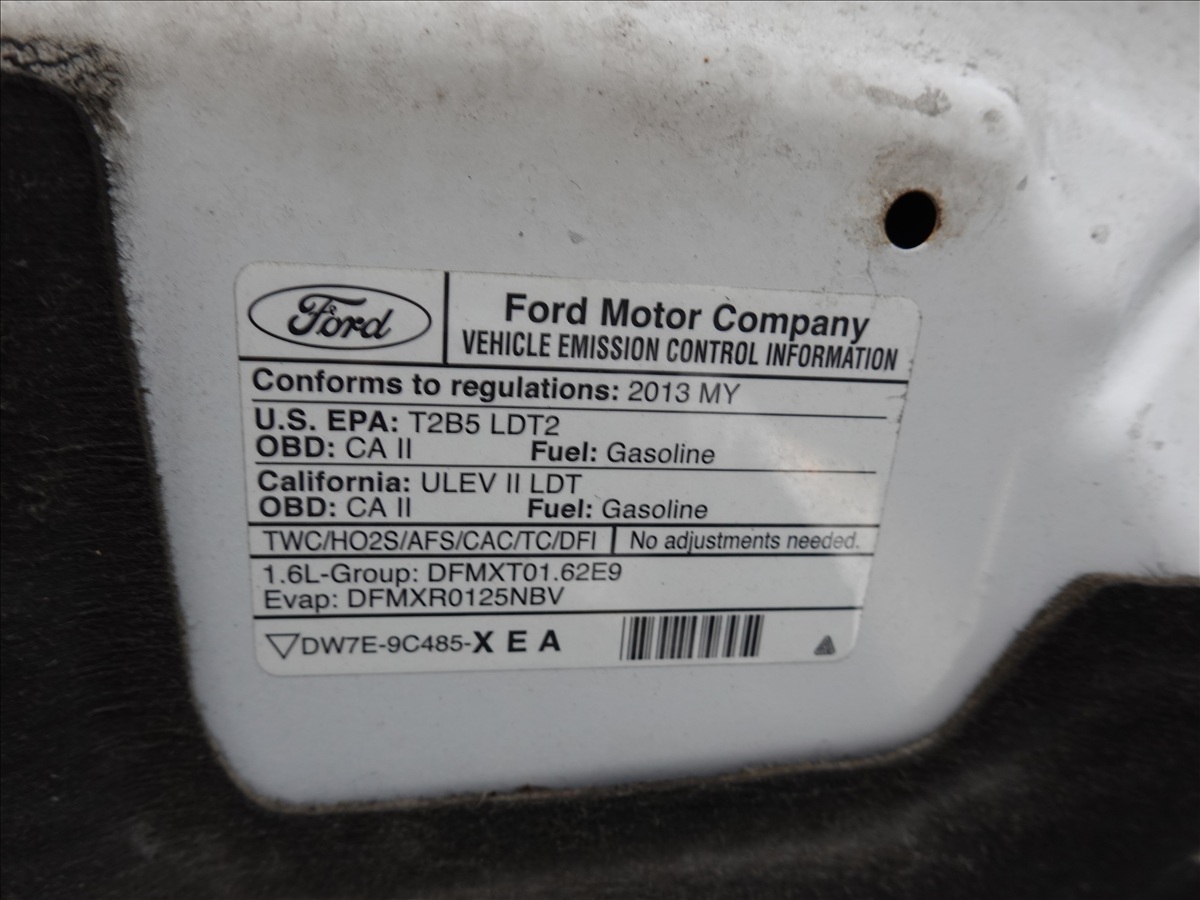 Ford
Ford Motor Company
VEHICLE EMISSION CONTROL INFORMATION
Conforms to regulations: 2013 MY
U.S. EPA: T2B5 LDT2
OBD: CA II Fuel: Gasoline
California: ULEV II LDT
OBD: CA II Fuel: Gasoline
TWC/HO2S/AFS/CAC/TC/DFI No adjustments needed.
1.6L-Group: DFMXT01.62E9
Evap: DFMXR0125NBV
▽DW7E-9C485-X E A